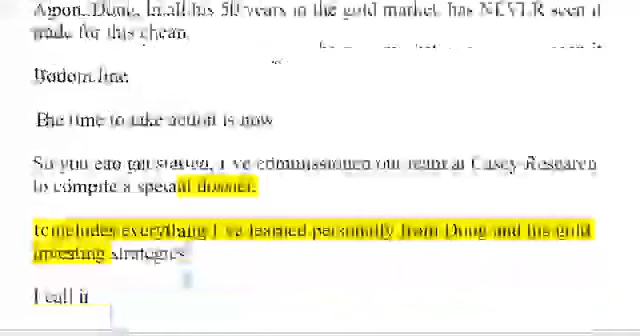 Again, Doug, In all his 50 years in the gold market, has NEVER seen it
trade for this cheap.
Bottom line
The time to take action is now
So you can get started, I've commissioned our team at Casey Research
to compile a special dossier.
It includes everything I've learned personally from Doug and his gold
investing strategies
I call it